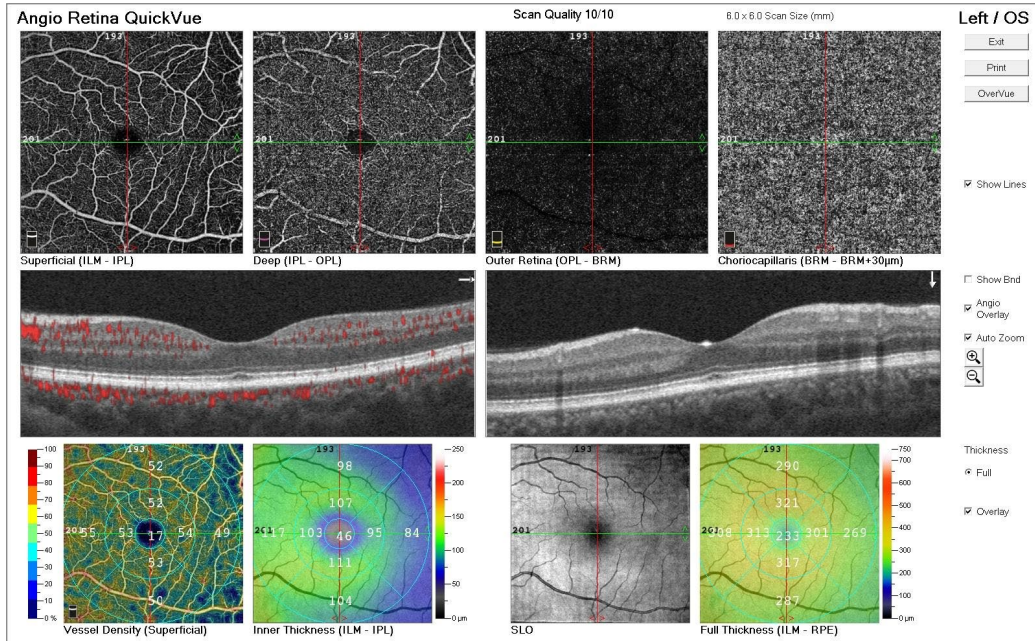 Angio Retina QuickVue
Scan Quality 10/10
6.0 x 6.0 Scan Size (mm)
Left / OS
Exit
Print
OverVue
193
201
193
201
193
201
193
201
Show Lines
Superficial (ILM - IPL)
Deep (IPL - OPL)
Outer Retina (OPL - BRM)
Choriocapillaris (BRM - BRM+30µm)
Show Bnd
Angio
Overlay
Auto Zoom
100
90
80
70
60
50
40
30
20
10
0 %
193
52
52
201 55 53 17 54 49
53
50
Vessel Density (Superficial)
193
98
107
201 117 103 46 95 84
111
104
250
200
150
100
50
0 µm
Inner Thickness (ILM - IPL)
193
201
SLO
193
290
321
308 313 233 301 269
317
287
750
700
600
500
400
300
200
100
0 µm
Full Thickness (ILM - RPE)
Thickness
Full
Overlay